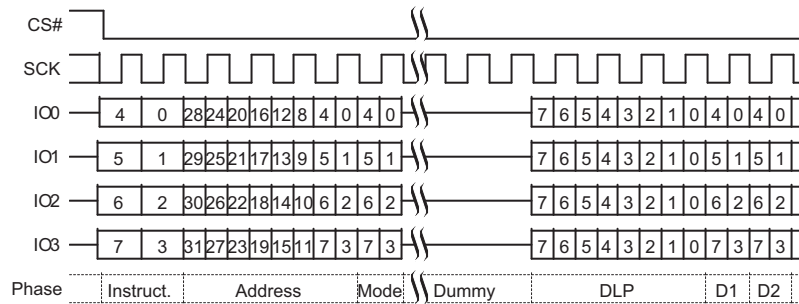 CS#
SCK
IO0 4 0 28 24 20 16 12 8 4 0 4 0 7 6 5 4 3 2 1 0 4 0 4 0
IO1 5 1 29 25 21 17 13 9 5 1 5 1 7 6 5 4 3 2 1 0 5 1 5 1
IO2 6 2 30 26 22 18 14 10 6 2 6 2 7 6 5 4 3 2 1 0 6 2 6 2
IO3 7 3 31 27 23 19 15 11 7 3 7 3 7 6 5 4 3 2 1 0 7 3 7 3
Phase Instruct. Address Mode Dummy DLP D1 D2